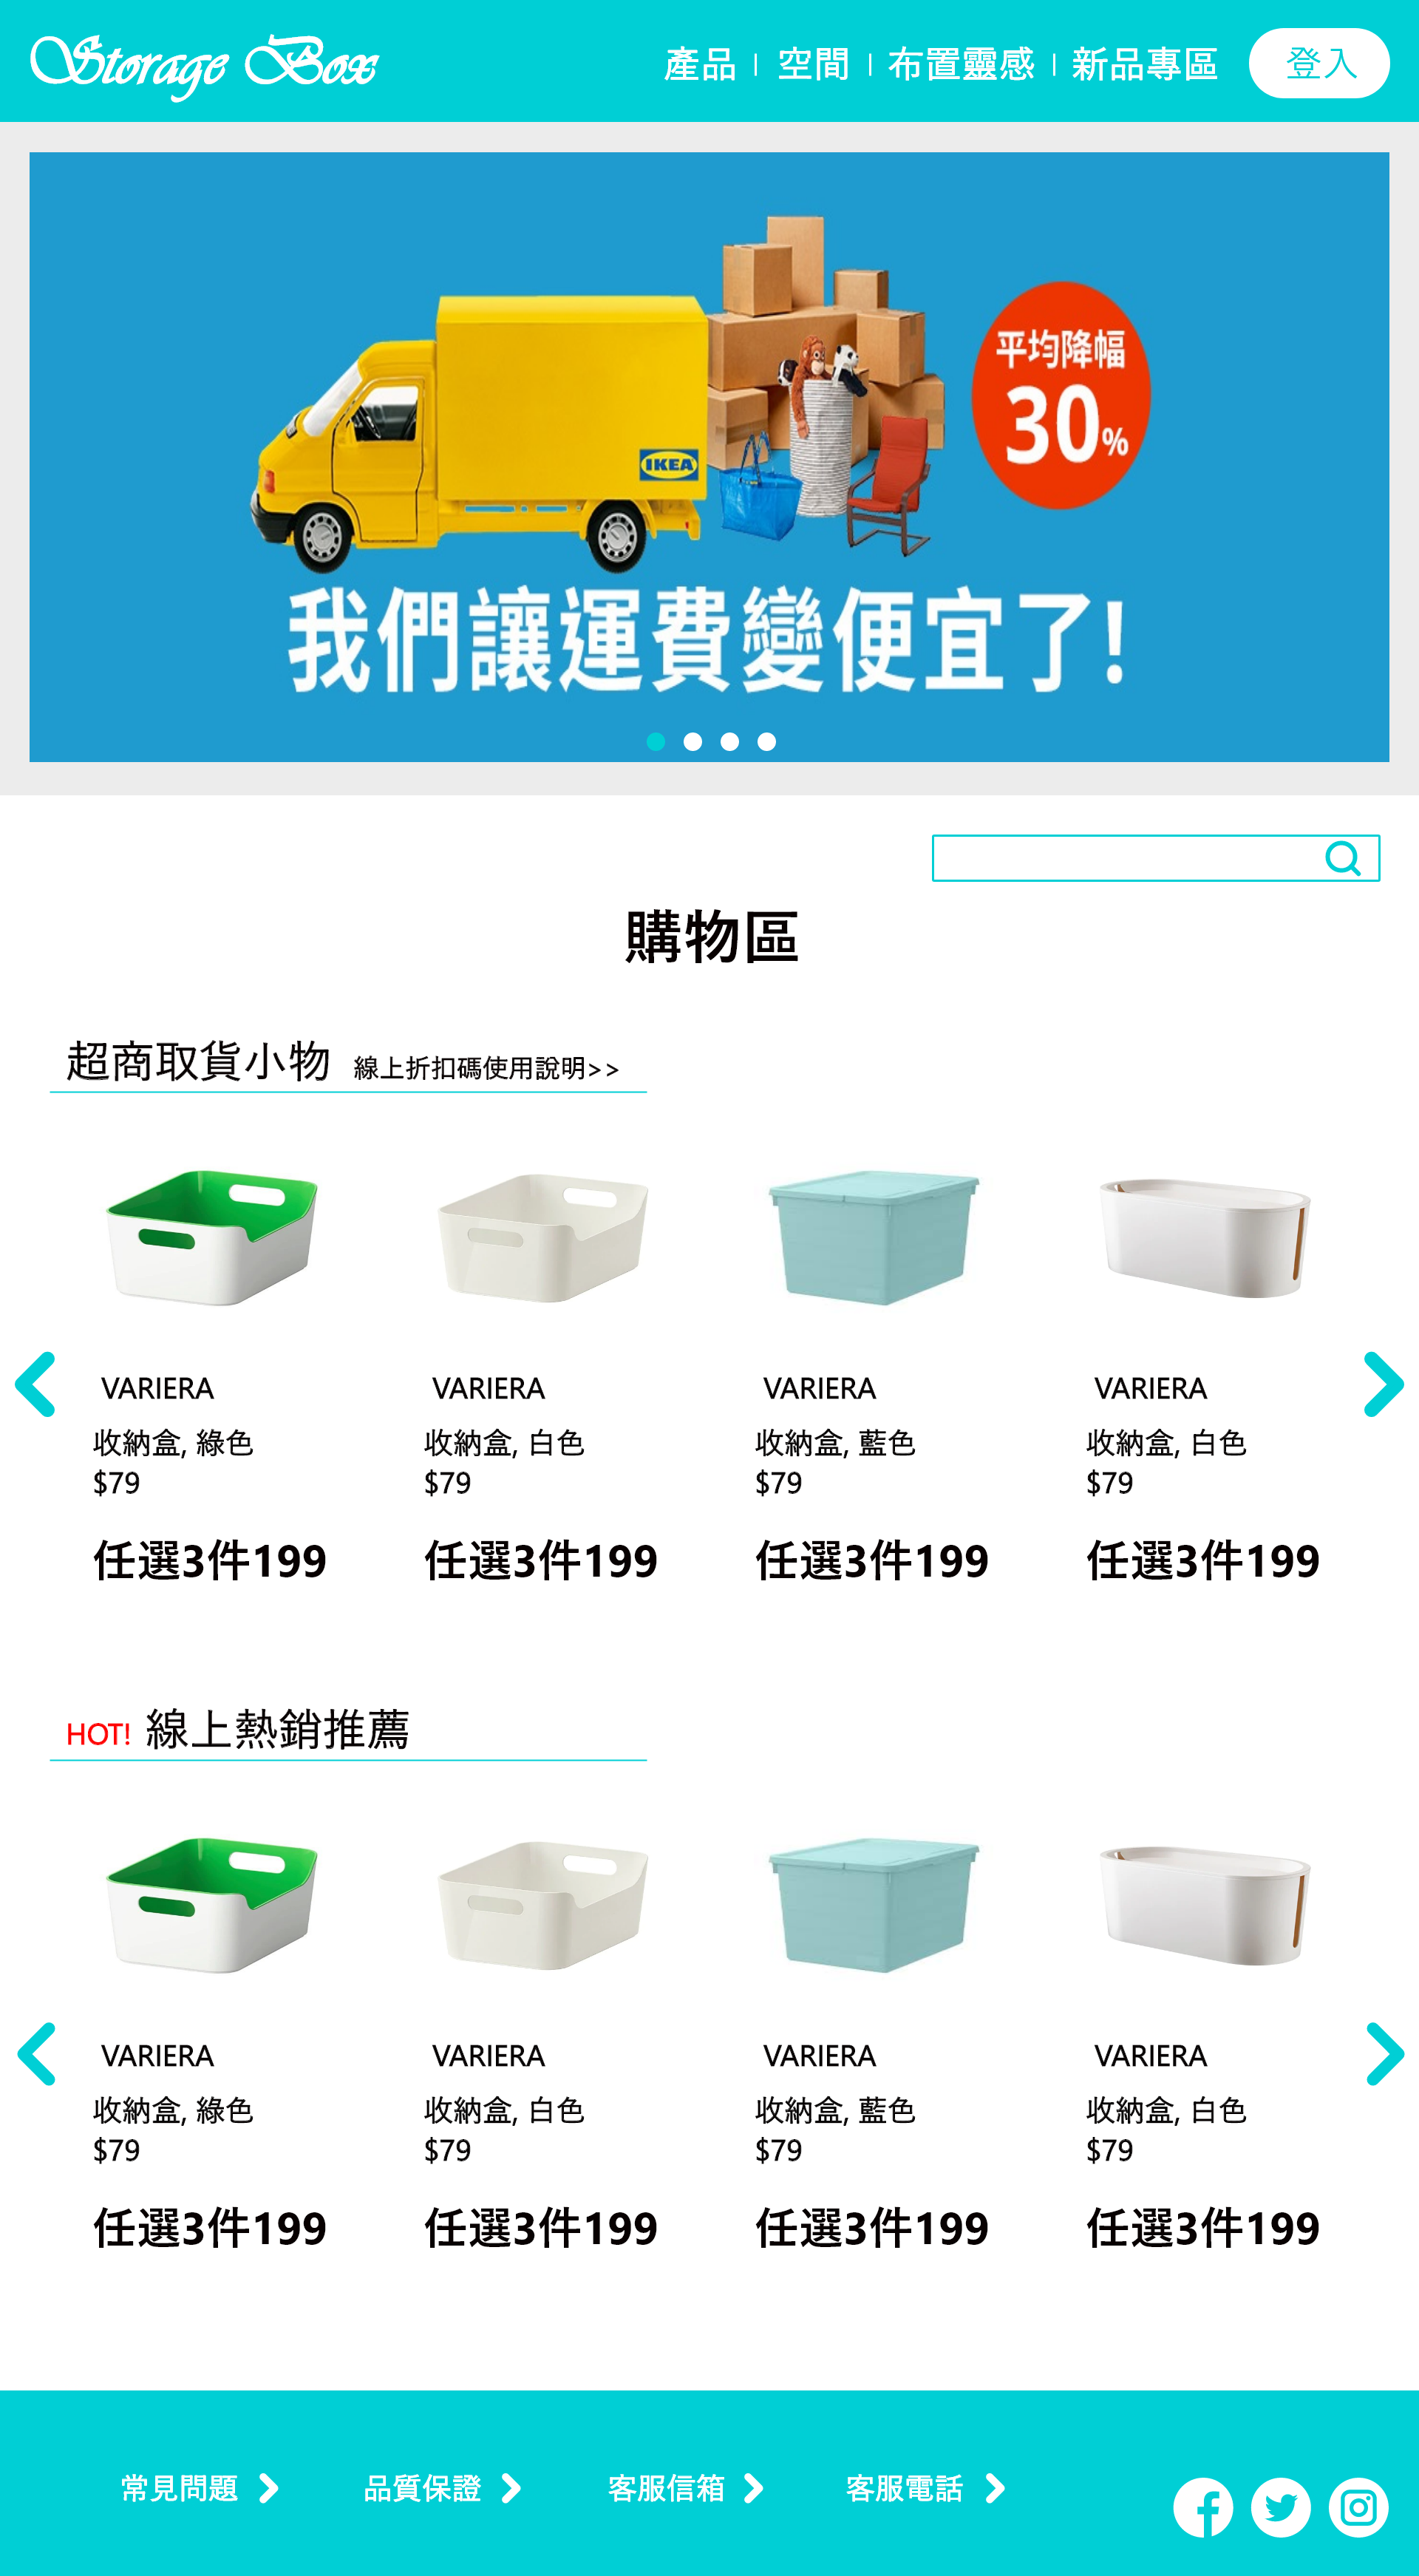 Storage Box
產品 | 空間 | 布置靈感 | 新品專區 登入
平均降幅
30%
IKEA
我們讓運費變便宜了!
購物區
超商取貨小物 線上折扣碼使用說明>>
VARIERA VARIERA VARIERA VARIERA
收納盒, 綠色 收納盒, 白色 收納盒, 藍色 收納盒, 白色
$79 $79 $79 $79
任選3件199 任選3件199 任選3件199 任選3件199
HOT! 線上熱銷推薦
VARIERA VARIERA VARIERA VARIERA
收納盒, 綠色 收納盒, 白色 收納盒, 藍色 收納盒, 白色
$79 $79 $79 $79
任選3件199 任選3件199 任選3件199 任選3件199
常見問題 品質保證 客服信箱 客服電話